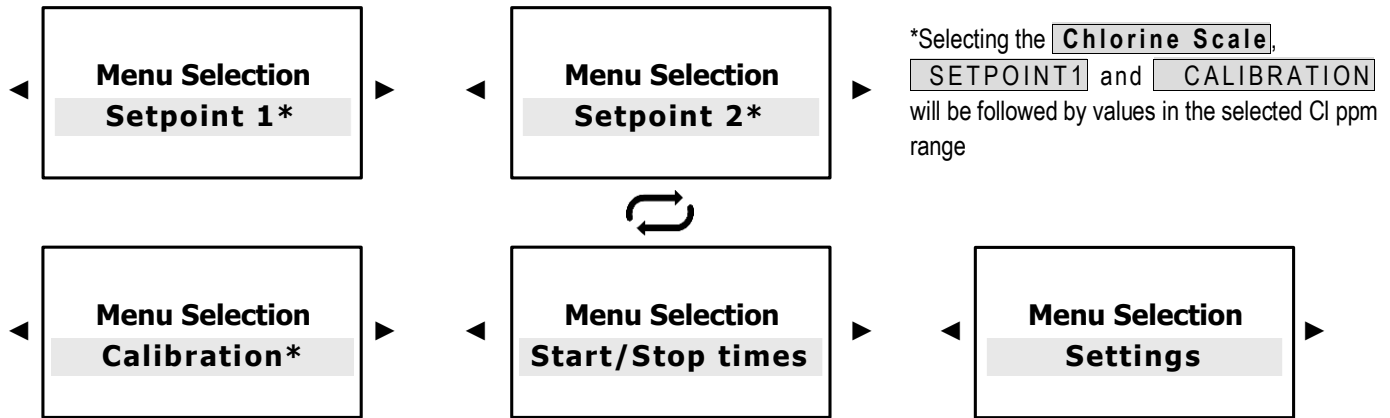 Menu Selection
Setpoint 1*
Menu Selection
Setpoint 2*
*Selecting the Chlorine Scale,
SETPOINT1 and CALIBRATION
will be followed by values in the selected Cl ppm
range
Menu Selection
Calibration*
Menu Selection
Start/Stop times
Menu Selection
Settings